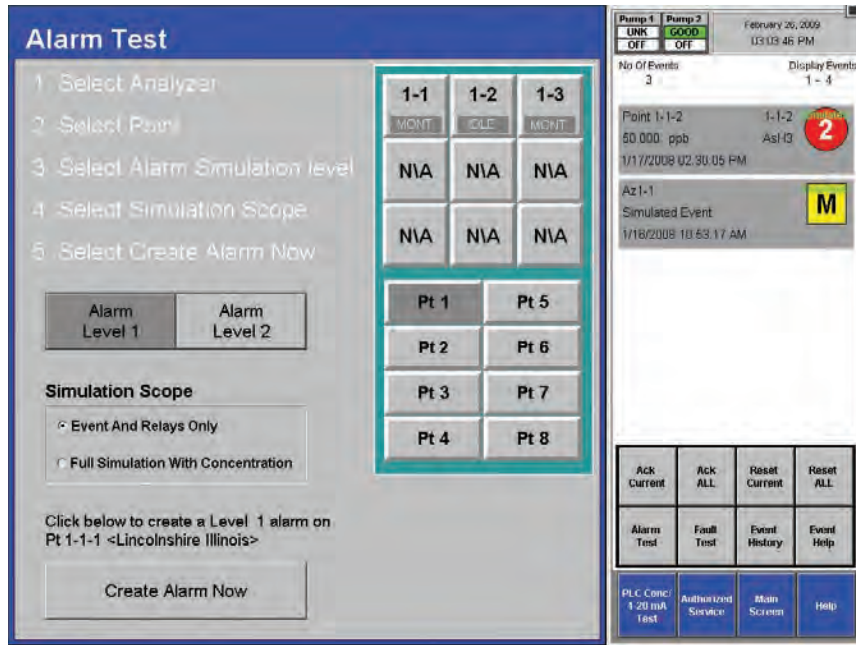 Alarm Test
1 Select Analyzer
2 Select Point
3 Select Alarm Simulation level
4 Select Simulation Scope
5 Select Create Alarm Now
Alarm Level 1
Alarm Level 2
Simulation Scope
Event And Relays Only
Full Simulation With Concentration
Click below to create a Level 1 alarm on
Pt 1-1-1 <Lincolnshire Illinois>
Create Alarm Now
1-1 1-2 1-3
MONT IDLE MONT
N\A N\A N\A
N\A N\A N\A
Pt 1 Pt 5
Pt 2 Pt 6
Pt 3 Pt 7
Pt 4 Pt 8
Pump 1 Pump 2
UNK GOOD
OFF OFF
February 26, 2009
03:03:46 PM
No Of Events Display Events
3 1 - 4
Point 1-1-2 1-1-2
50.000 ppb AsH3
2
1/17/2008 02:30:05 PM
Az1-1
Simulated Event
M
1/18/2008 10:53:17 AM
Ack Current
Ack ALL
Reset Current
Reset ALL
Alarm Test
Fault Test
Event History
Event Help
PLC Conc/
4-20 mA
Test
Authorized Service
Main Screen
Help